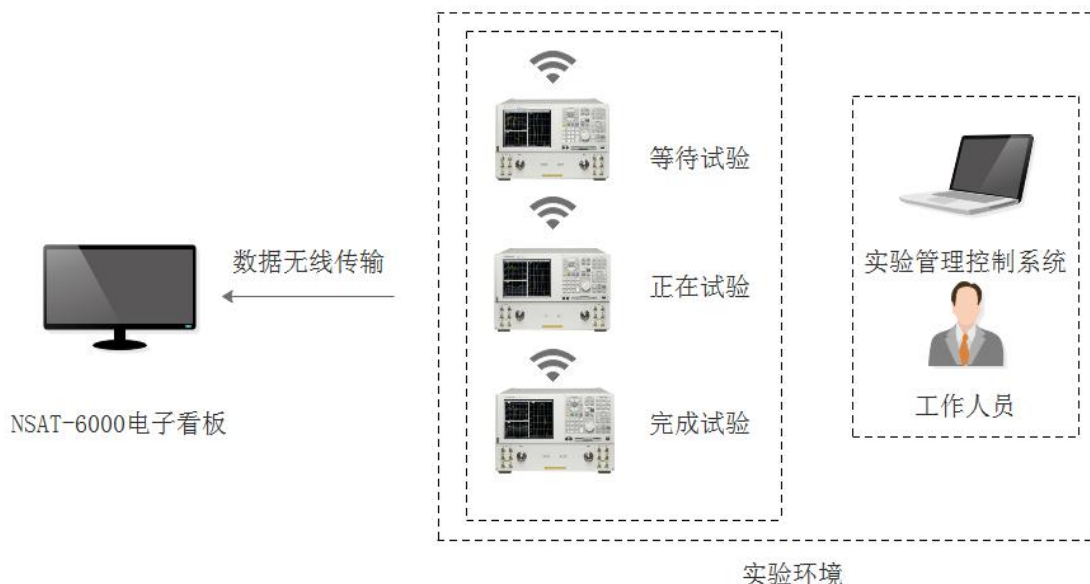 等待试验
数据无线传输
正在试验
实验管理控制系统
NSAT-6000电子看板
完成试验
工作人员
实验环境